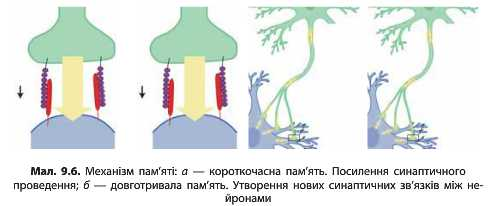 Мал. 9.6. Механізм пам'яті: а — короткочасна пам'ять. Посилення синаптичного
проведення; б — довготривала пам'ять. Утворення нових синаптичних зв'язків між не-
йронами